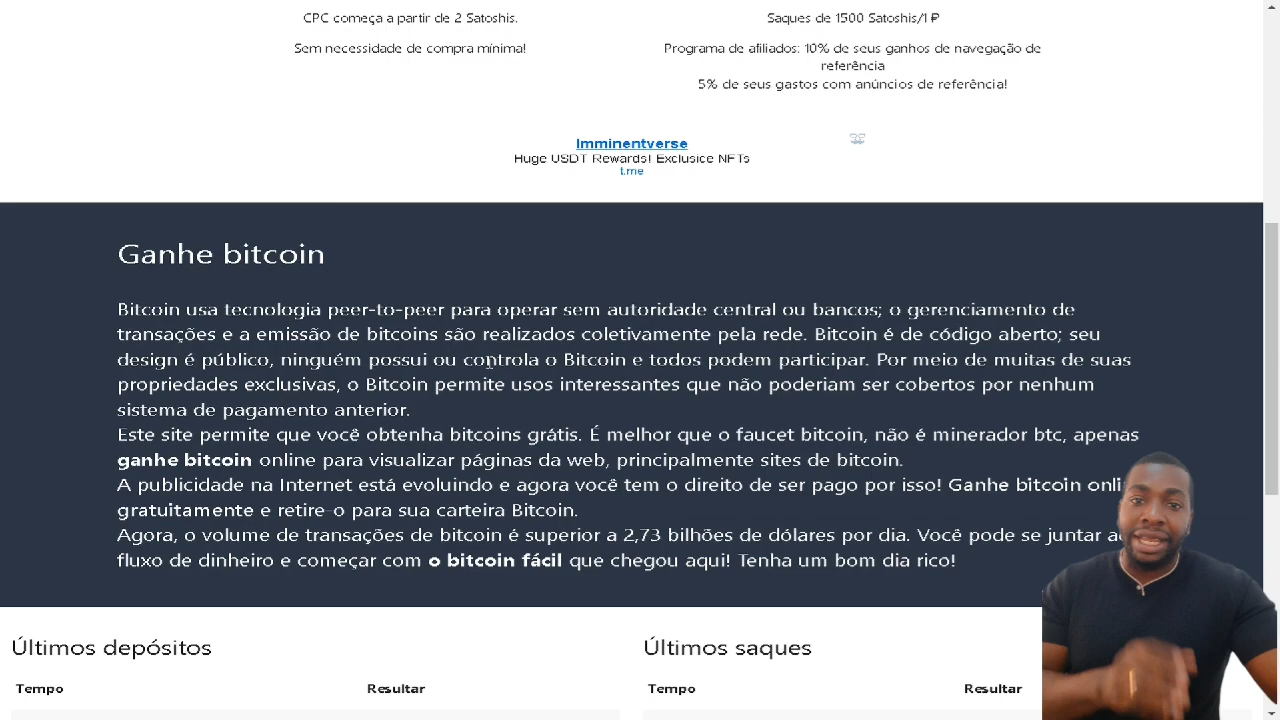 CPC começa a partir de 2 Satoshis.
Sem necessidade de compra mínima!
Saques de 1500 Satoshis/1 ₽
Programa de afiliados: 10% de seus ganhos de navegação de
referência
5% de seus gastos com anúncios de referência!
Imminentverse
Huge USDT Rewards! Exclusice NFTs
t.me
Ganhe bitcoin
Bitcoin usa tecnologia peer-to-peer para operar sem autoridade central ou bancos; o gerenciamento de
transações e a emissão de bitcoins são realizados coletivamente pela rede. Bitcoin é de código aberto; seu
design é público, ninguém possui ou controla o Bitcoin e todos podem participar. Por meio de muitas de suas
propriedades exclusivas, o Bitcoin permite usos interessantes que não poderiam ser cobertos por nenhum
sistema de pagamento anterior.
Este site permite que você obtenha bitcoins grátis. É melhor que o faucet bitcoin, não é minerador btc, apenas
ganhe bitcoin online para visualizar páginas da web, principalmente sites de bitcoin.
A publicidade na Internet está evoluindo e agora você tem o direito de ser pago por isso! Ganhe bitcoin
gratuitamente e retire-o para sua carteira Bitcoin.
Agora, o volume de transações de bitcoin é superior a 2,73 bilhões de dólares por dia. Você pode se juntar
fluxo de dinheiro e começar com o bitcoin fácil que chegou aqui! Tenha um bom dia rico!
Últimos depósitos
Tempo Resultar
Últimos saques
Tempo Resultar